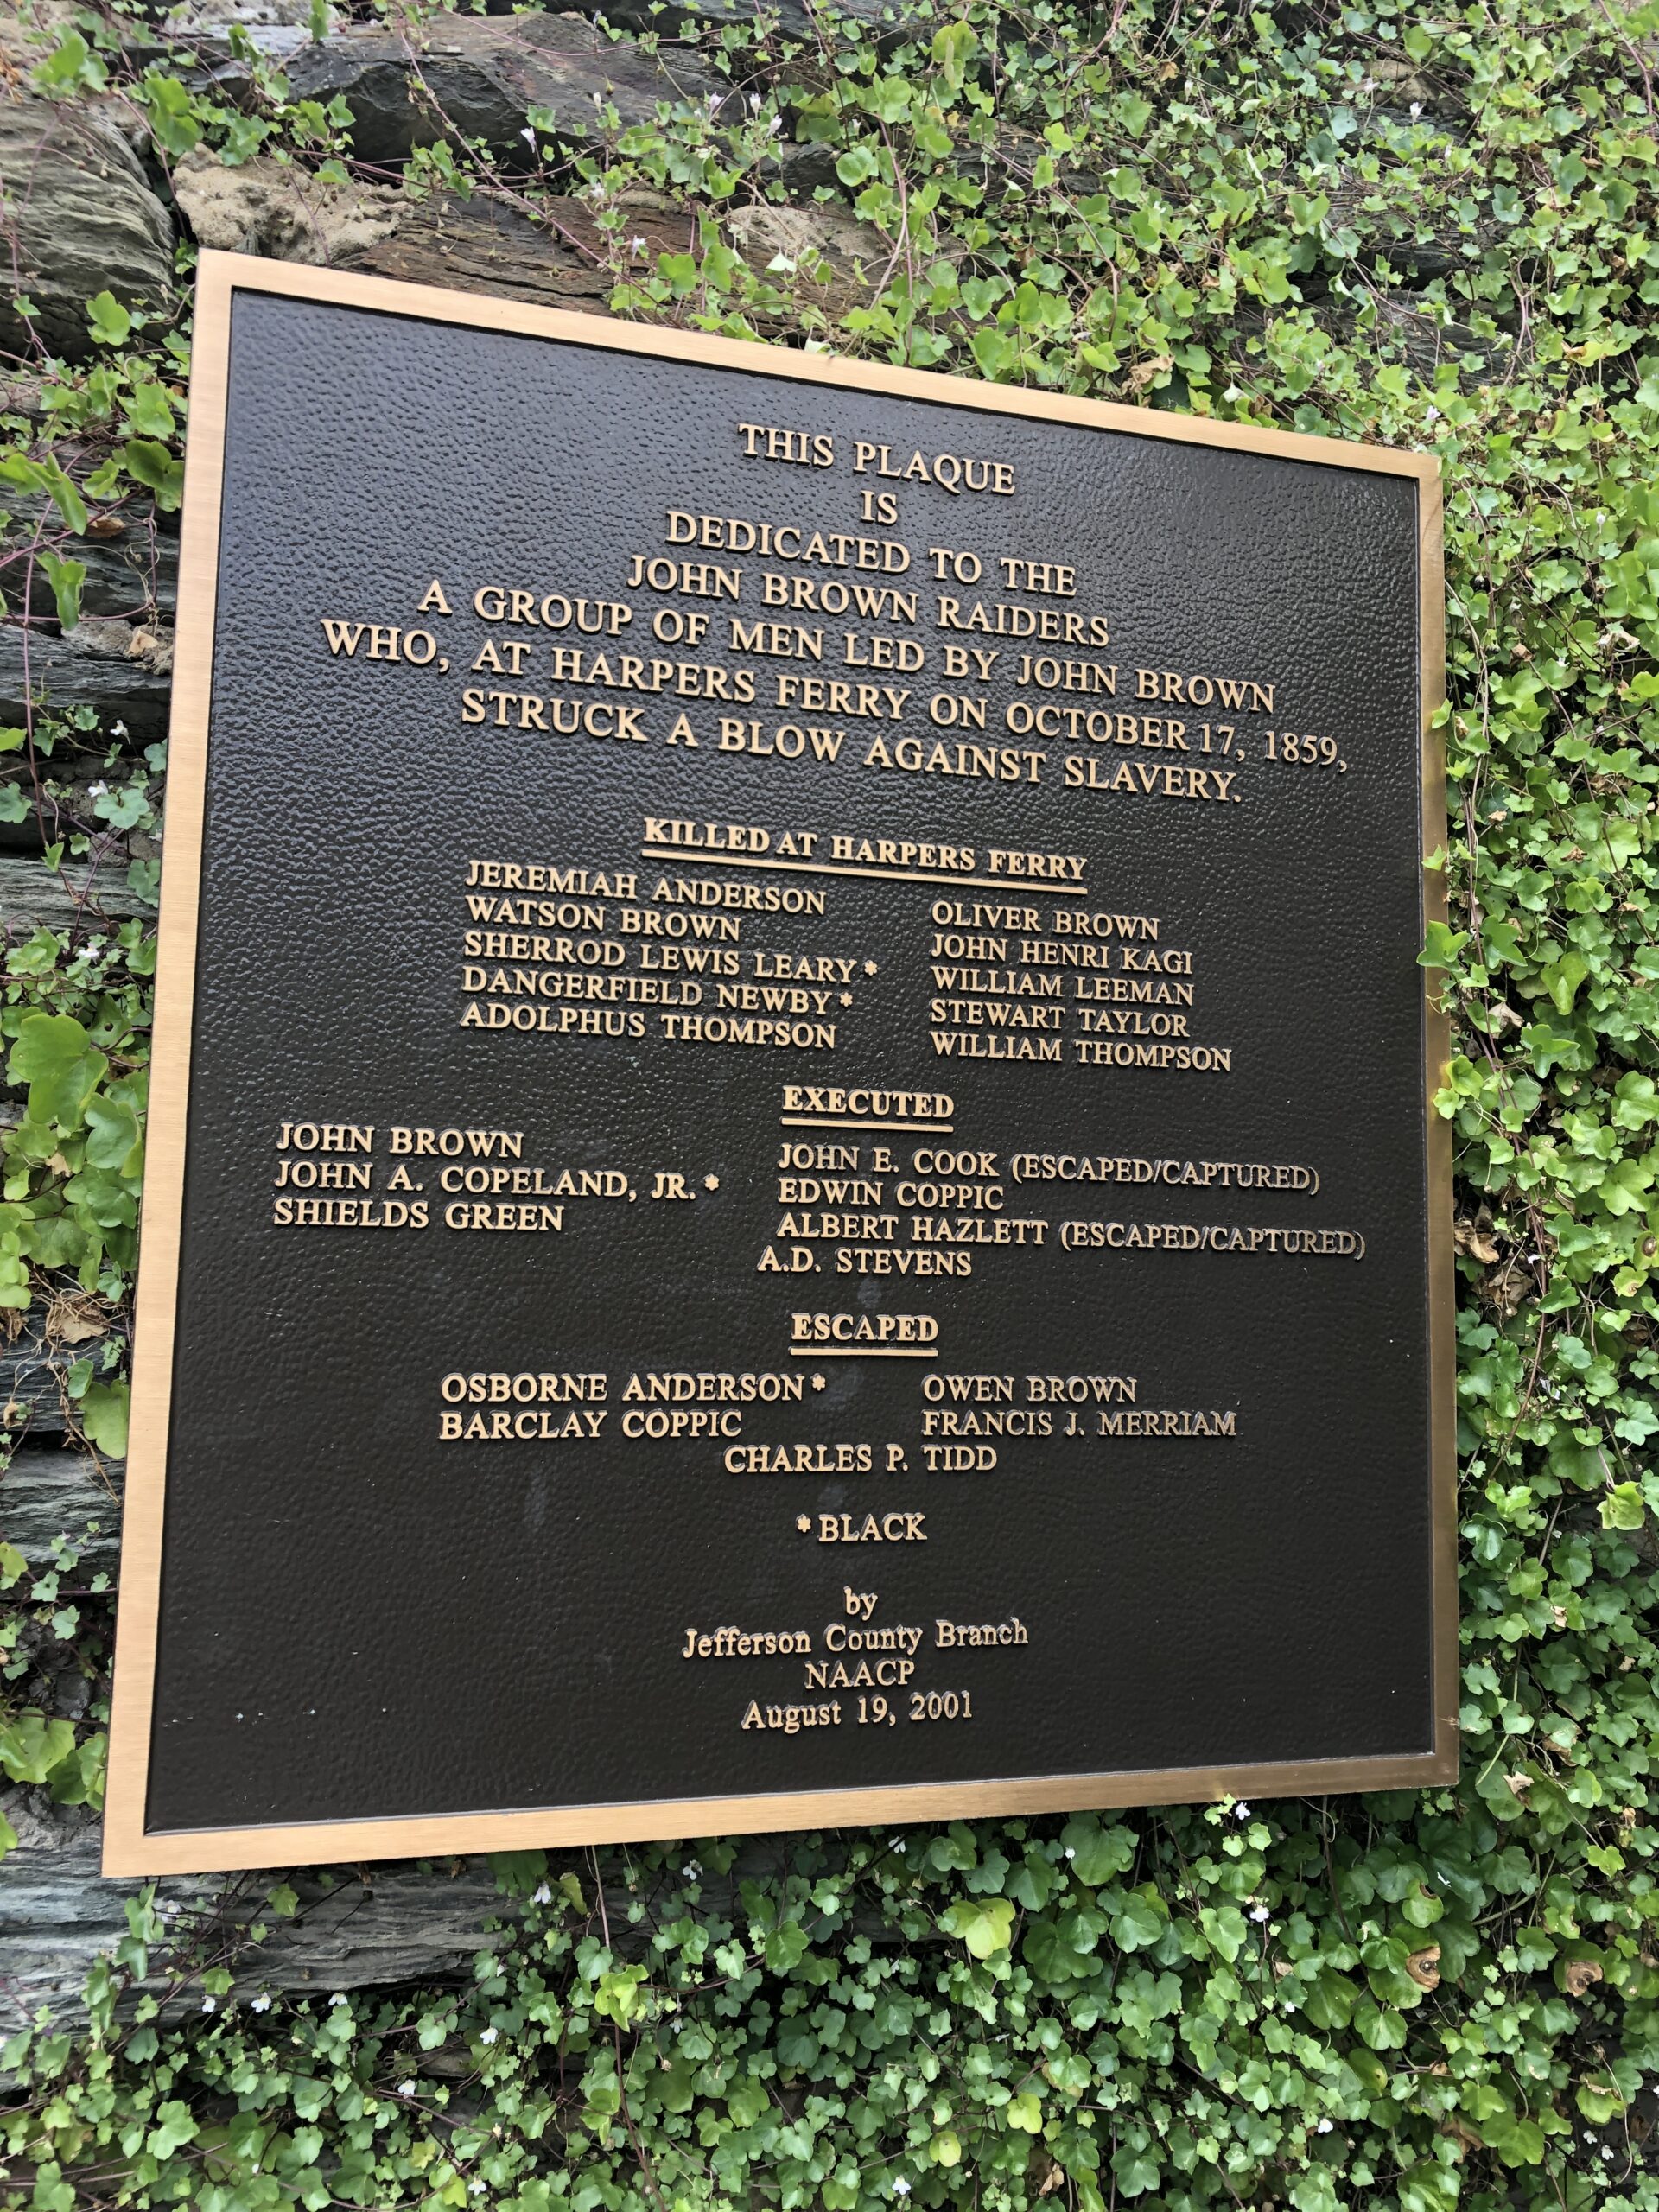 THIS PLAQUE
IS
DEDICATED TO THE
JOHN BROWN RAIDERS
A GROUP OF MEN LED BY JOHN BROWN
WHO, AT HARPERS FERRY ON OCTOBER 17, 1859,
STRUCK A BLOW AGAINST SLAVERY.
KILLED AT HARPERS FERRY
JEREMIAH ANDERSON
WATSON BROWN
SHERROD LEWIS LEARY *
DANGERFIELD NEWBY *
ADOLPHUS THOMPSON
OLIVER BROWN
JOHN HENRI KAGI
WILLIAM LEEMAN
STEWART TAYLOR
WILLIAM THOMPSON
EXECUTED
JOHN BROWN
JOHN A. COPELAND, JR. *
SHIELDS GREEN
JOHN E. COOK (ESCAPED/CAPTURED)
EDWIN COPPIC
ALBERT HAZLETT (ESCAPED/CAPTURED)
A.D. STEVENS
ESCAPED
OSBORNE ANDERSON *
BARCLAY COPPIC
OWEN BROWN
FRANCIS J. MERRIAM
CHARLES P. TIDD
* BLACK
by
Jefferson County Branch
NAACP
August 19, 2001